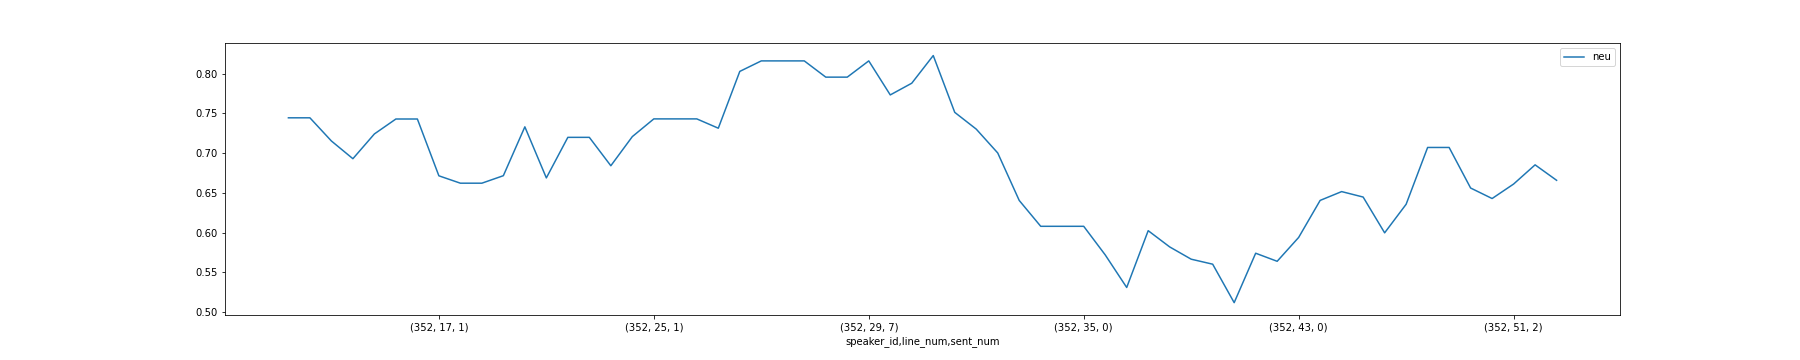 neu
0.80
0.75
0.70
0.65
0.60
0.55
0.50
(352, 17, 1) (352, 25, 1) (352, 29, 7) (352, 35, 0) (352, 43, 0) (352, 51, 2)
speaker_id,line_num,sent_num